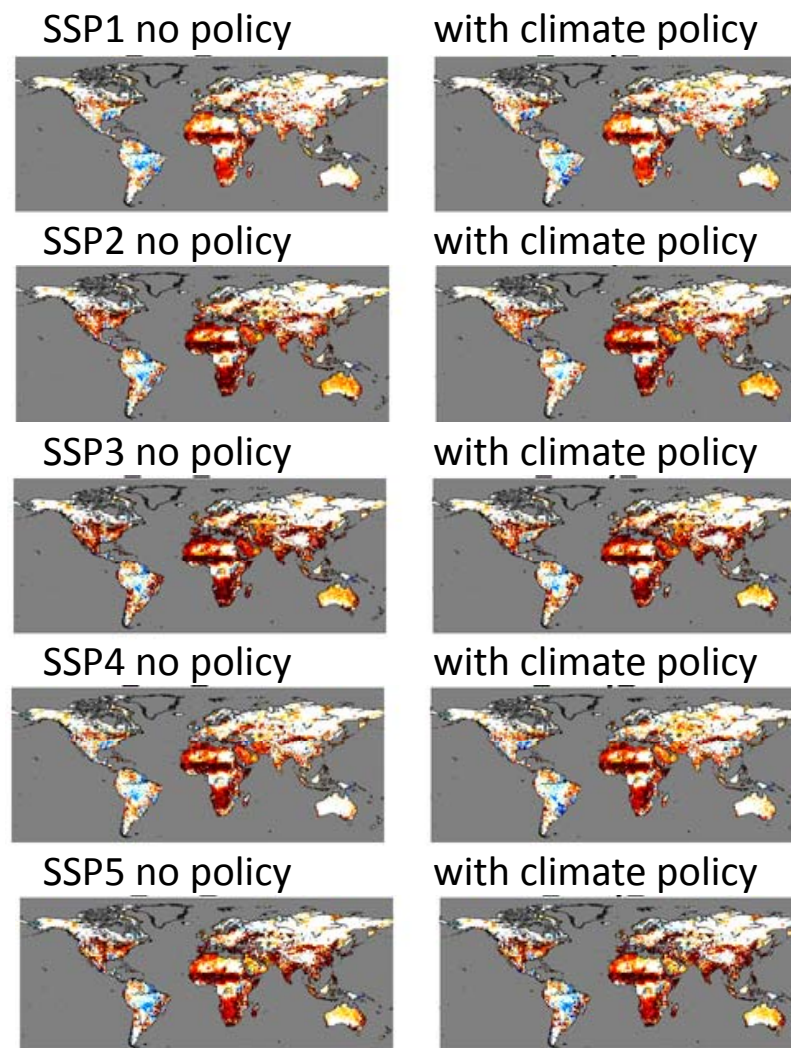 SSP1 no policy with climate policy
SSP2 no policy with climate policy
SSP3 no policy with climate policy
SSP4 no policy with climate policy
SSP5 no policy with climate policy